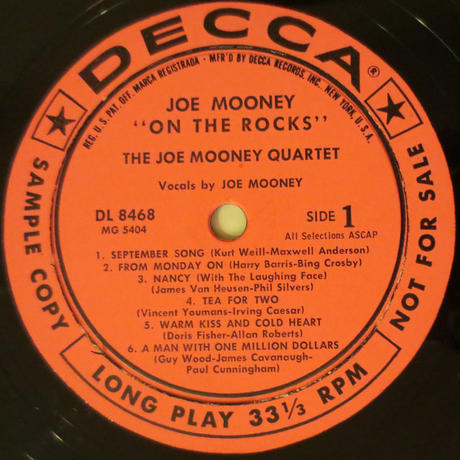 ★ DECCA® ★
REG. U.S. PAT. OFF. MARCA REGISTRADA • MFR'D BY DECCA RECORDS, INC., NEW YORK, U.S.A.
JOE MOONEY
"ON THE ROCKS"
THE JOE MOONEY QUARTET
Vocals by JOE MOONEY
DL 8468
MG 5404
SIDE 1
All Selections ASCAP
1. SEPTEMBER SONG (Kurt Weill-Maxwell Anderson)
2. FROM MONDAY ON (Harry Barris-Bing Crosby)
3. NANCY (With The Laughing Face)
(James Van Heusen-Phil Silvers)
4. TEA FOR TWO
(Vincent Youmans-Irving Caesar)
5. WARM KISS AND COLD HEART
(Doris Fisher-Allan Roberts)
6. A MAN WITH ONE MILLION DOLLARS
(Guy Wood-James Cavanaugh-
Paul Cunningham)
SAMPLE COPY
NOT FOR SALE
LONG PLAY 33⅓ RPM